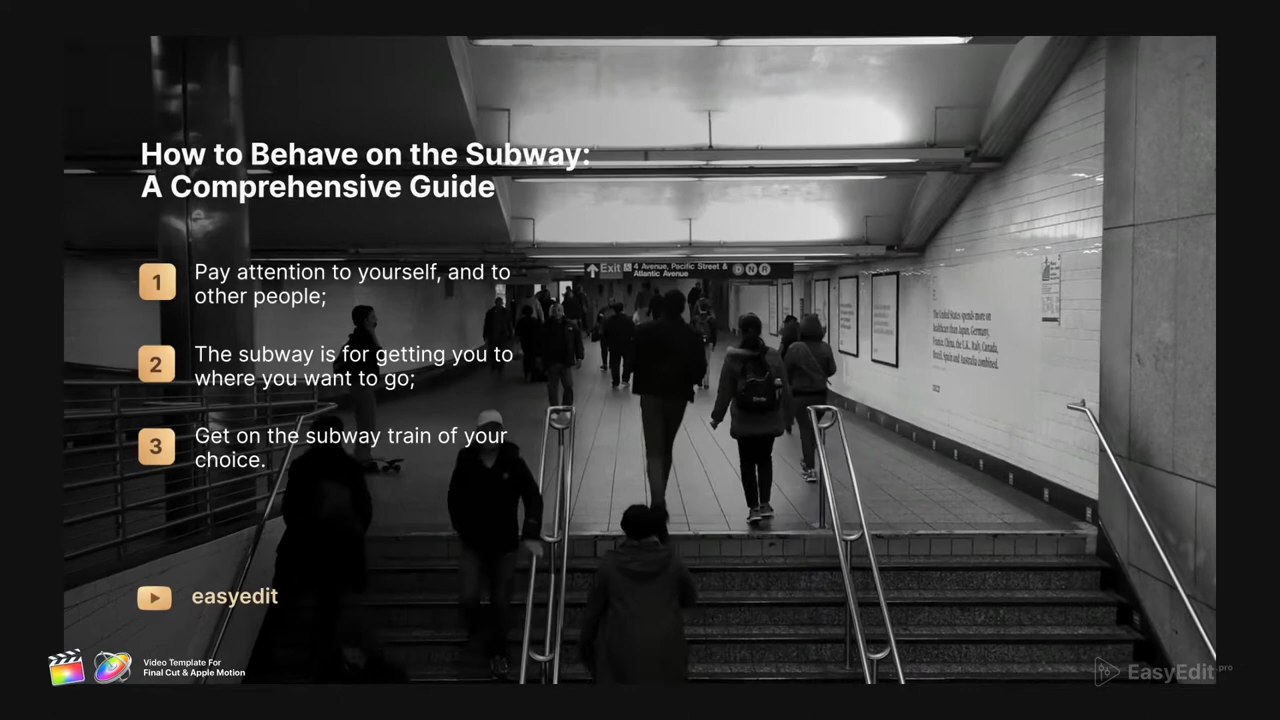 How to Behave on the Subway:
A Comprehensive Guide
1
Pay attention to yourself, and to
other people;
2
The subway is for getting you to
where you want to go;
3
Get on the subway train of your
choice.
easyedit
Exit
4 Avenue, Pacific Street &
Atlantic Avenue
D N R
The United States spends more on
healthcare than Japan, Germany,
France, China, the U.K., Italy, Canada,
Brazil, Spain and Australia combined.
Video Template For
Final Cut & Apple Motion
EasyEdit.pro